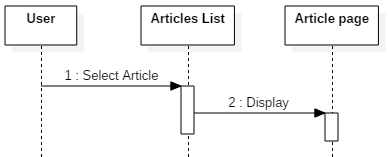 User
Articles List
Article page
1 : Select Article
2 : Display